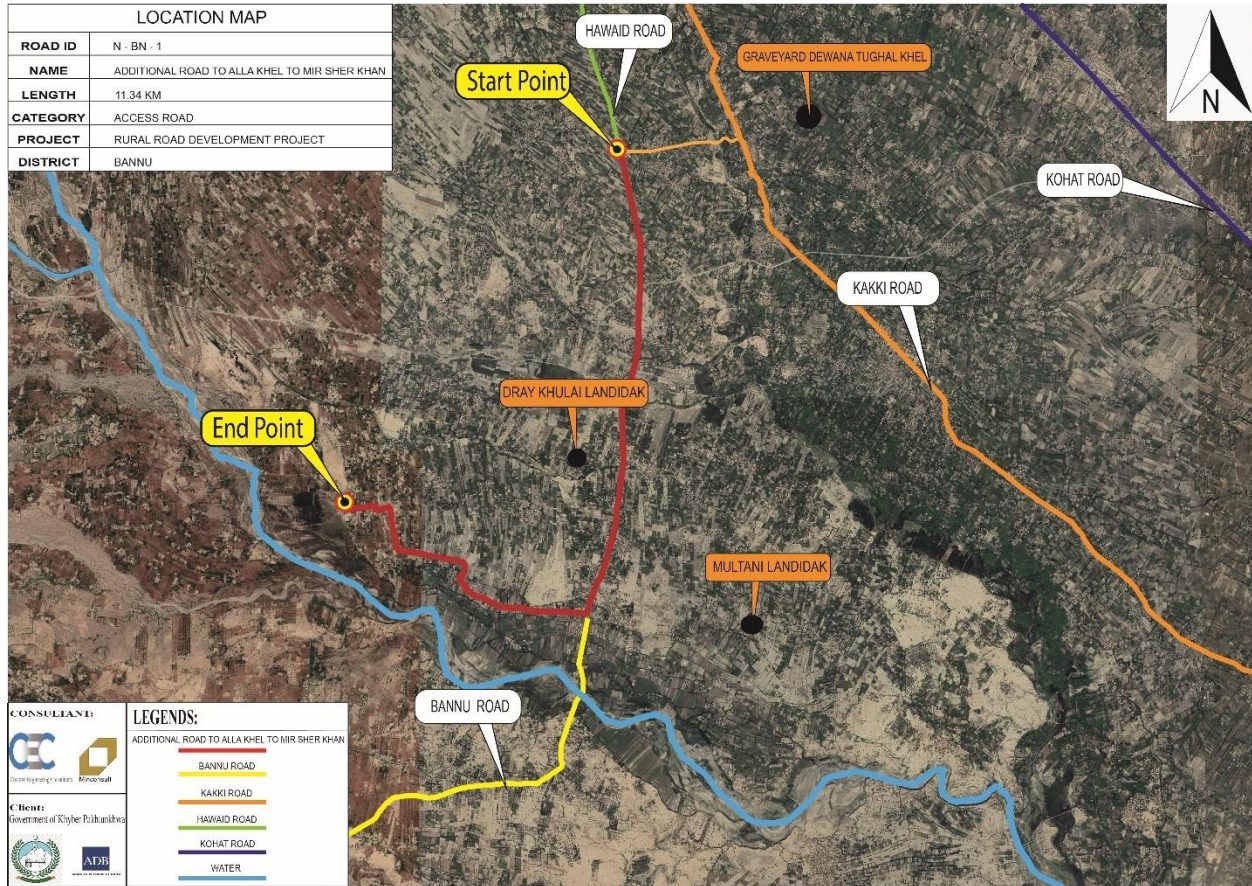 LOCATION MAP
ROAD ID N - BN - 1
NAME ADDITIONAL ROAD TO ALLA KHEL TO MIR SHER KHAN
LENGTH 11.34 KM
CATEGORY ACCESS ROAD
PROJECT RURAL ROAD DEVELOPMENT PROJECT
DISTRICT BANNU
HAWAID ROAD
Start Point
GRAVEYARD DEWANA TUGHAL KHEL
N
KOHAT ROAD
KAKKI ROAD
DRAY KHULAI LANDIDAK
End Point
MULTANI LANDIDAK
BANNU ROAD
CONSULTANT:
CEC
Minconsult
Client:
Government of Khyber Pakhtunkhwa
ADB
LEGENDS:
ADDITIONAL ROAD TO ALLA KHEL TO MIR SHER KHAN
BANNU ROAD
KAKKI ROAD
HAWAID ROAD
KOHAT ROAD
WATER